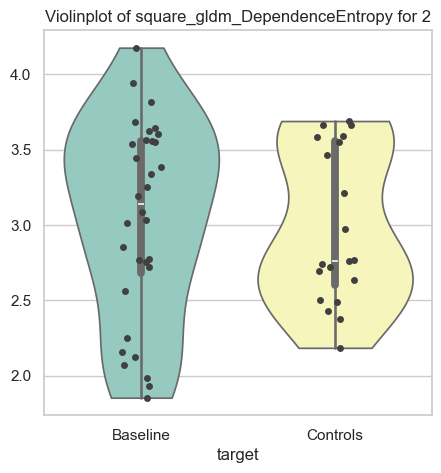 Violinplot of square_gldm_DependenceEntropy for 2
4.0
3.5
3.0
2.5
2.0
Baseline Controls
target